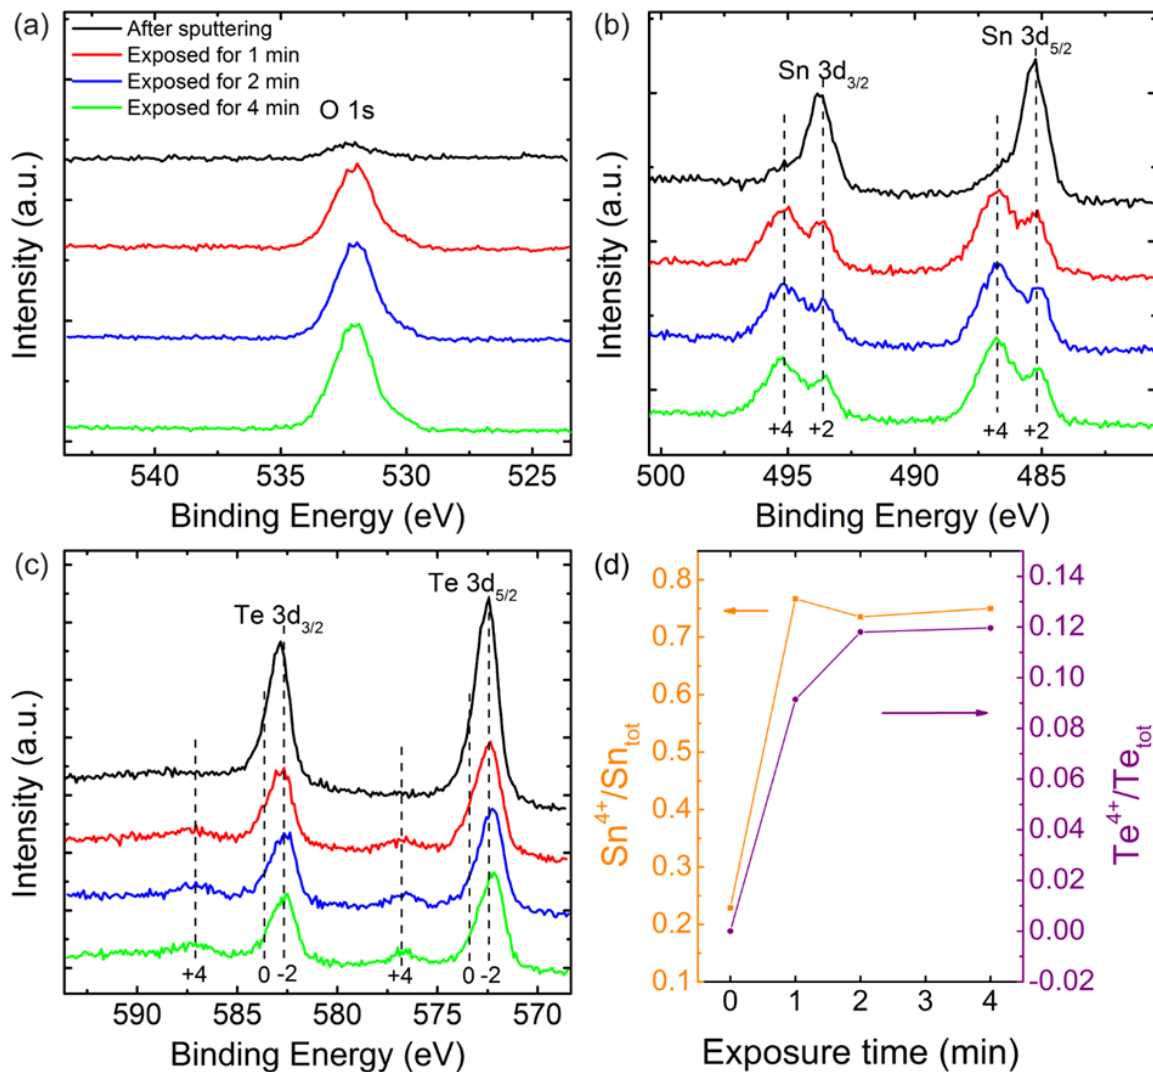 (a)
After sputtering
Exposed for 1 min
Exposed for 2 min
Exposed for 4 min
O 1s
Intensity (a.u.)
540 535 530 525
Binding Energy (eV)
(b)
Sn 3d5/2
Sn 3d3/2
Intensity (a.u.)
+4 +2 +4 +2
500 495 490 485
Binding Energy (eV)
(c)
Te 3d5/2
Te 3d3/2
Intensity (a.u.)
+4 0 -2 +4 0 -2
590 585 580 575 570
Binding Energy (eV)
(d)
Sn4+/Sntot
0.8
0.7
0.6
0.5
0.4
0.3
0.2
0.1
0.14
0.12
0.10
0.08
0.06
0.04
0.02
0.00
-0.02
Te4+/Tetot
0 1 2 3 4
Exposure time (min)